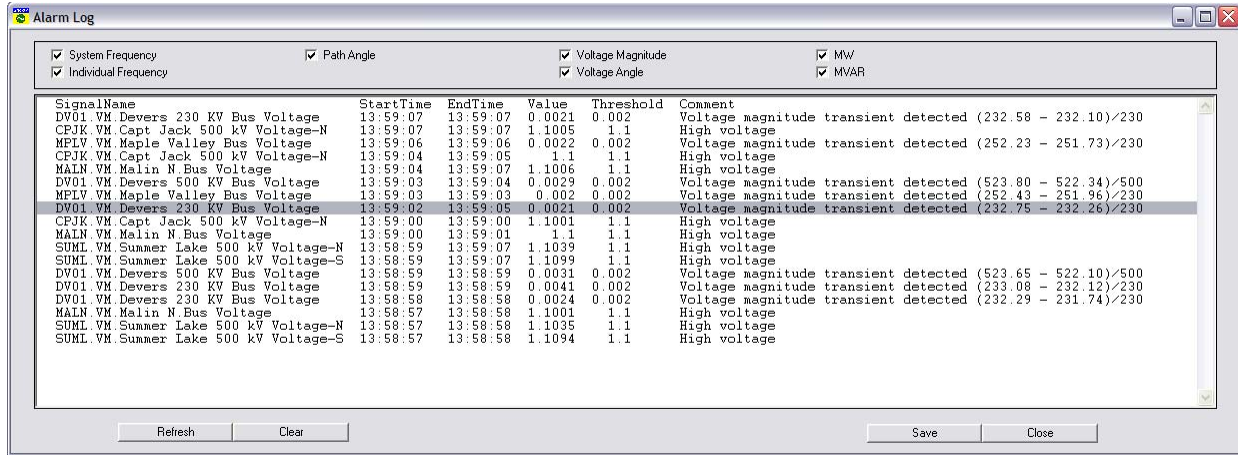 Alarm Log
System Frequency Path Angle Voltage Magnitude MW
Individual Frequency Voltage Angle MVAR
SignalName StartTime EndTime Value Threshold Comment
DV01.VM.Devers 230 KV Bus Voltage 13:59:07 13:59:07 0.0021 0.002 Voltage magnitude transient detected (232.58 - 232.10)/230
CPJK.VM.Capt Jack 500 kV Voltage-N 13:59:07 13:59:07 1.1005 1.1 High voltage
MPLV.VM.Maple Valley Bus Voltage 13:59:06 13:59:06 0.0022 0.002 Voltage magnitude transient detected (252.23 - 251.73)/230
CPJK.VM.Capt Jack 500 kV Voltage-N 13:59:04 13:59:05 1.1 1.1 High voltage
MALN.VM.Malin N.Bus Voltage 13:59:04 13:59:07 1.1006 1.1 High voltage
DV01.VM.Devers 500 KV Bus Voltage 13:59:03 13:59:04 0.0029 0.002 Voltage magnitude transient detected (523.80 - 522.34)/500
MPLV.VM.Maple Valley Bus Voltage 13:59:03 13:59:03 0.002 0.002 Voltage magnitude transient detected (252.43 - 251.96)/230
DV01.VM.Devers 230 KV Bus Voltage 13:59:02 13:59:05 0.0021 0.002 Voltage magnitude transient detected (232.75 - 232.26)/230
CPJK.VM.Capt Jack 500 kV Voltage-N 13:59:00 13:59:00 1.1001 1.1 High voltage
MALN.VM.Malin N.Bus Voltage 13:59:00 13:59:01 1.1 1.1 High voltage
SUML.VM.Summer Lake 500 kV Voltage-N 13:58:59 13:59:07 1.1039 1.1 High voltage
SUML.VM.Summer Lake 500 kV Voltage-S 13:58:59 13:59:07 1.1099 1.1 High voltage
DV01.VM.Devers 500 KV Bus Voltage 13:58:59 13:58:59 0.0031 0.002 Voltage magnitude transient detected (523.65 - 522.10)/500
DV01.VM.Devers 230 KV Bus Voltage 13:58:59 13:58:59 0.0041 0.002 Voltage magnitude transient detected (233.08 - 232.12)/230
DV01.VM.Devers 230 KV Bus Voltage 13:58:58 13:58:58 0.0024 0.002 Voltage magnitude transient detected (232.29 - 231.74)/230
MALN.VM.Malin N.Bus Voltage 13:58:57 13:58:58 1.1001 1.1 High voltage
SUML.VM.Summer Lake 500 kV Voltage-N 13:58:57 13:58:58 1.1035 1.1 High voltage
SUML.VM.Summer Lake 500 kV Voltage-S 13:58:57 13:58:58 1.1094 1.1 High voltage
Refresh Clear Save Close